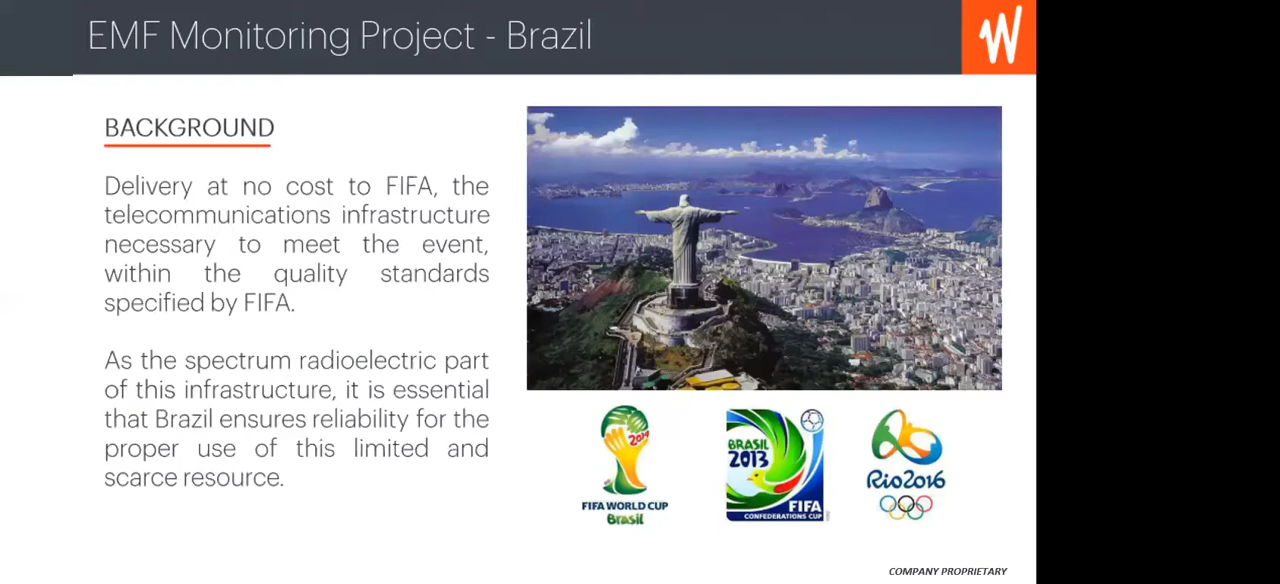 EMF Monitoring Project - Brazil
W
BACKGROUND
Delivery at no cost to FIFA, the
telecommunications infrastructure
necessary to meet the event,
within the quality standards
specified by FIFA.
As the spectrum radioelectric part
of this infrastructure, it is essential
that Brazil ensures reliability for the
proper use of this limited and
scarce resource.
2014
FIFA WORLD CUP
Brasil
BRASIL
2013
FIFA
CONFEDERATIONS CUP
Rio2016
COMPANY PROPRIETARY